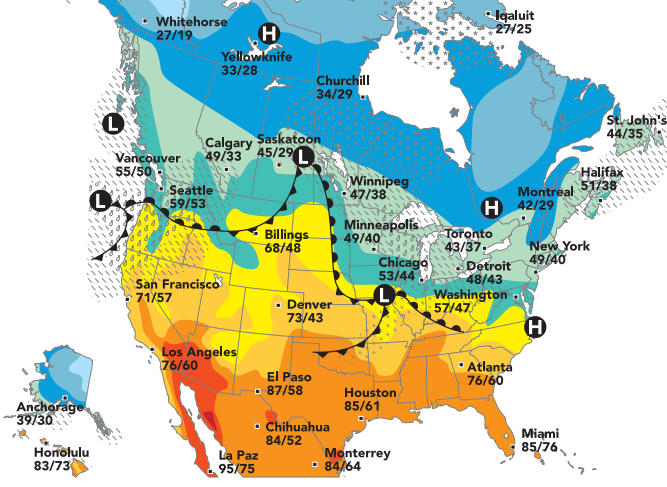 Whitehorse
27/19
H
Yellowknife
33/28
Iqaluit
27/25
Churchill
34/29
L
St. John's
44/35
Calgary
49/33
Saskatoon
45/29
L
Vancouver
55/50
Halifax
51/38
Winnipeg
47/38
Seattle
59/53
Montreal
42/29
L
H
Minneapolis
49/40
Toronto
43/37
Billings
68/48
New York
49/40
Chicago
53/44
Detroit
48/43
San Francisco
71/57
L
Washington
57/47
Denver
73/43
H
Los Angeles
76/60
Atlanta
76/60
El Paso
87/58
Houston
85/61
Anchorage
39/30
Chihuahua
84/52
Miami
85/76
Honolulu
83/73
La Paz
95/75
Monterrey
84/64